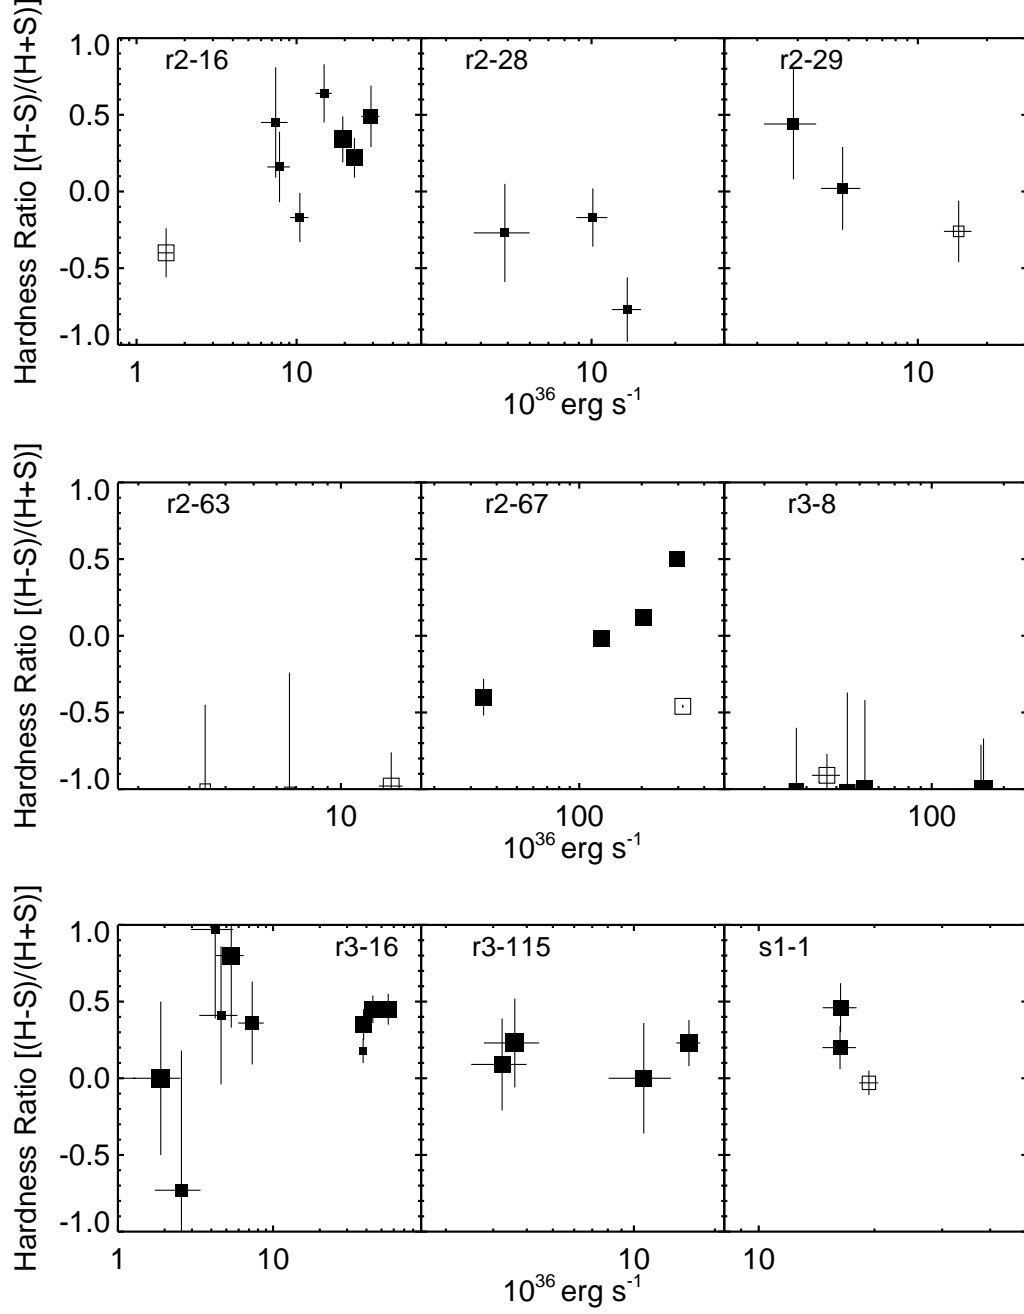 Hardness Ratio [(H-S)/(H+S)]
1.0
0.5
0.0
-0.5
-1.0
r2-16
r2-28
r2-29
1
10
10
10
10^36 erg s^-1
Hardness Ratio [(H-S)/(H+S)]
1.0
0.5
0.0
-0.5
-1.0
r2-63
r2-67
r3-8
10
100
100
10^36 erg s^-1
Hardness Ratio [(H-S)/(H+S)]
1.0
0.5
0.0
-0.5
-1.0
r3-16
r3-115
s1-1
1
10
10
10
10^36 erg s^-1